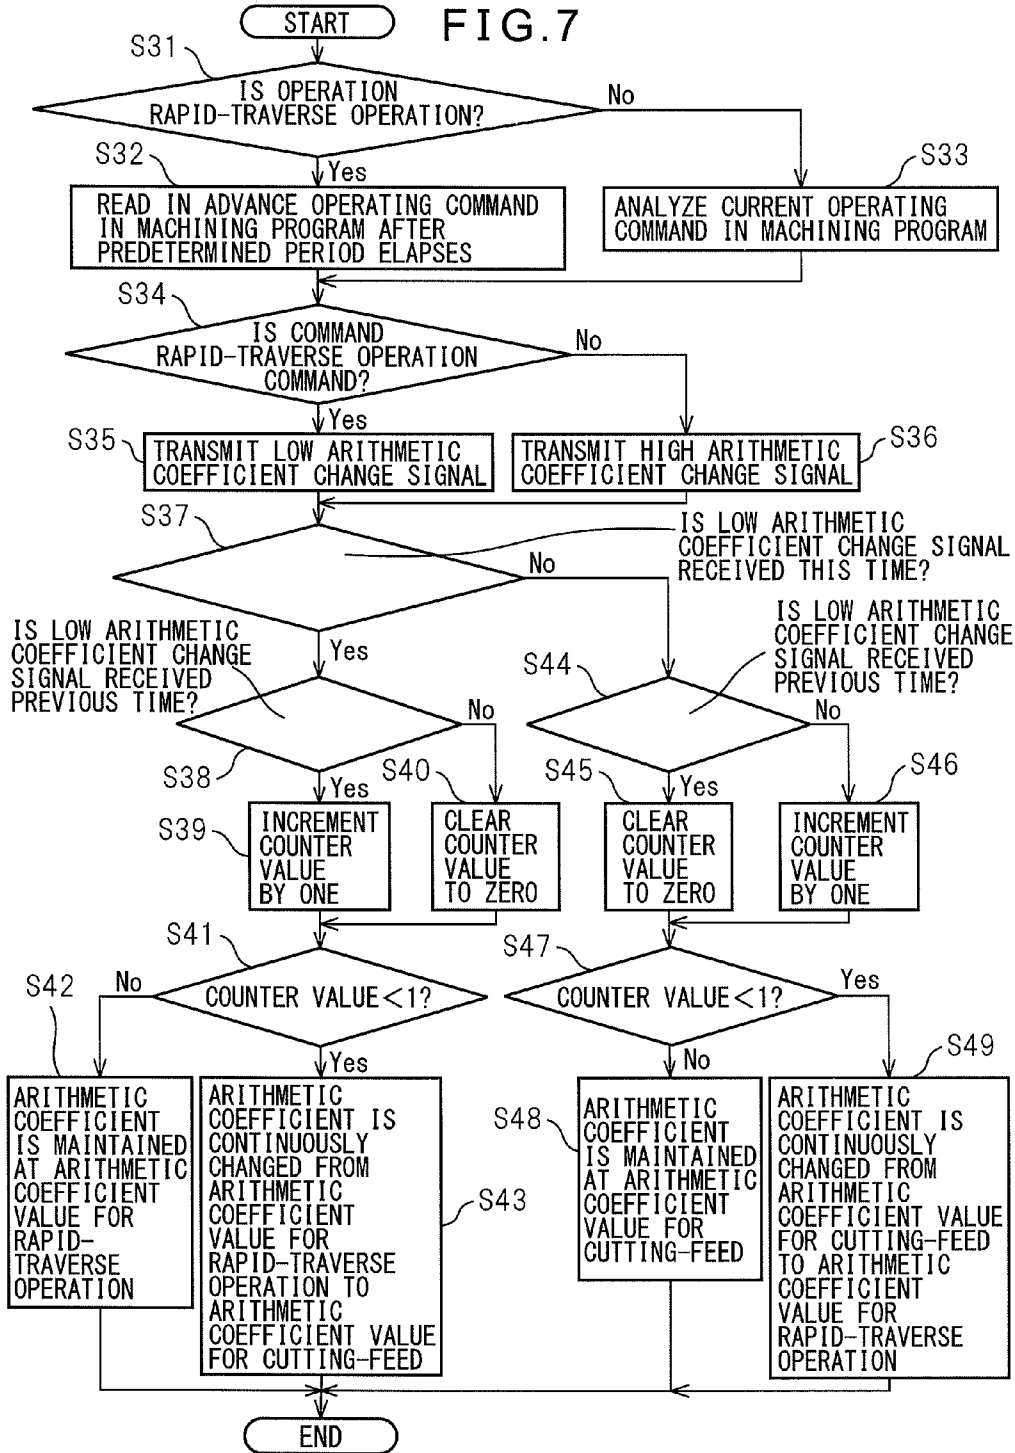 FIG.7
START
S31
IS OPERATION
RAPID-TRAVERSE OPERATION?
No
Yes
S32
READ IN ADVANCE OPERATING COMMAND
IN MACHINING PROGRAM AFTER
PREDETERMINED PERIOD ELAPSES
S33
ANALYZE CURRENT OPERATING
COMMAND IN MACHINING PROGRAM
S34
IS COMMAND
RAPID-TRAVERSE OPERATION
COMMAND?
No
Yes
S35
TRANSMIT LOW ARITHMETIC
COEFFICIENT CHANGE SIGNAL
TRANSMIT HIGH ARITHMETIC
COEFFICIENT CHANGE SIGNAL
S36
S37
IS LOW ARITHMETIC
COEFFICIENT CHANGE SIGNAL
RECEIVED THIS TIME?
No
Yes
IS LOW ARITHMETIC
COEFFICIENT CHANGE
SIGNAL RECEIVED
PREVIOUS TIME?
S38
No
Yes
S44
IS LOW ARITHMETIC
COEFFICIENT CHANGE
SIGNAL RECEIVED
PREVIOUS TIME?
No
Yes
S39
INCREMENT
COUNTER
VALUE
BY ONE
S40
CLEAR
COUNTER
VALUE
TO ZERO
S45
CLEAR
COUNTER
VALUE
TO ZERO
S46
INCREMENT
COUNTER
VALUE
BY ONE
S41
COUNTER VALUE<1?
No
Yes
S47
COUNTER VALUE<1?
Yes
No
S42
ARITHMETIC
COEFFICIENT
IS MAINTAINED
AT ARITHMETIC
COEFFICIENT
VALUE FOR
RAPID-
TRAVERSE
OPERATION
ARITHMETIC
COEFFICIENT IS
CONTINUOUSLY
CHANGED FROM
ARITHMETIC
COEFFICIENT
VALUE FOR
RAPID-TRAVERSE
OPERATION TO
ARITHMETIC
COEFFICIENT VALUE
FOR CUTTING-FEED
S43
S48
ARITHMETIC
COEFFICIENT
IS MAINTAINED
AT ARITHMETIC
COEFFICIENT
VALUE FOR
CUTTING-FEED
S49
ARITHMETIC
COEFFICIENT IS
CONTINUOUSLY
CHANGED FROM
ARITHMETIC
COEFFICIENT VALUE
FOR CUTTING-FEED
TO ARITHMETIC
COEFFICIENT
VALUE FOR
RAPID-TRAVERSE
OPERATION
END